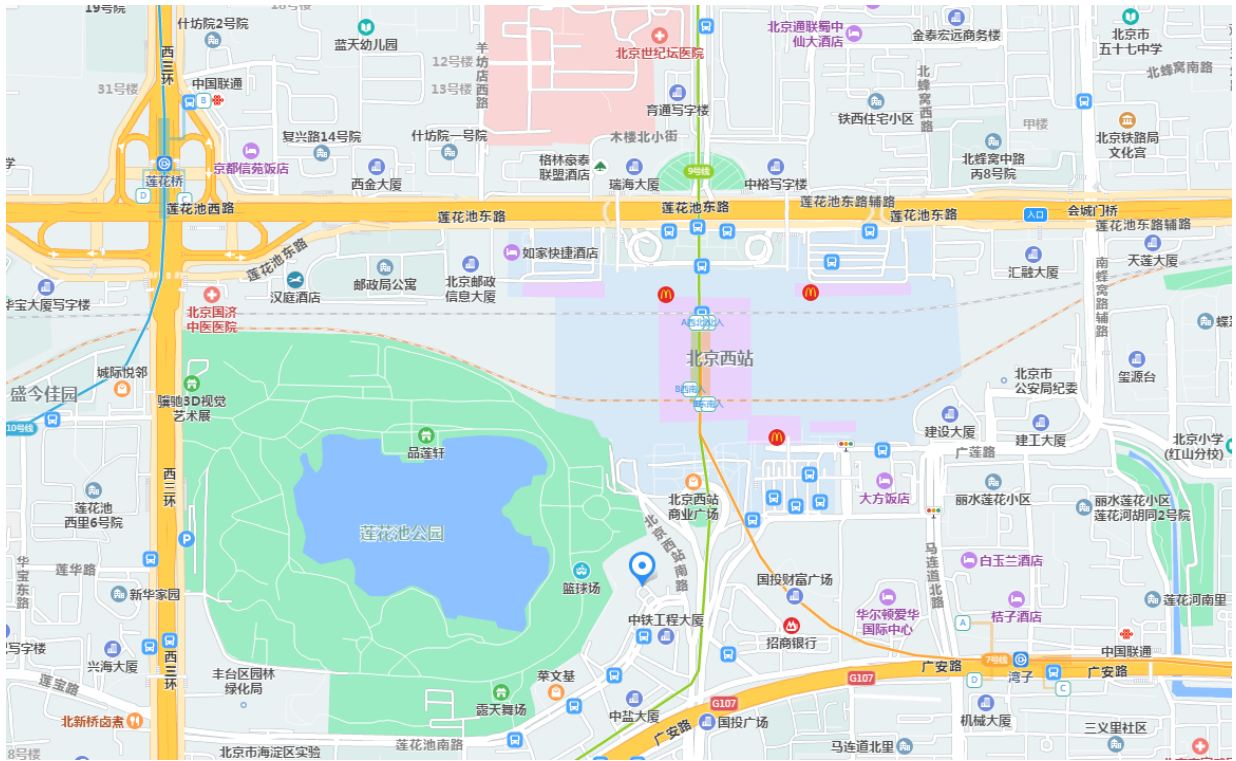 19号院
什坊院2号院
18号院
蓝天幼儿园
西三环
31号楼
中国联通
B
12号楼
13号楼
羊坊店西路
北京世纪坛医院
育通写字楼
木楼北小街
北京通联蜀中
仙大酒店
金泰宏远商务楼
北京市
五十七中学
北蜂窝南路
北蜂窝西路
铁西住宅小区
甲楼
北京铁路局
文化宫
北蜂窝中路
丙8号院
复兴路14号院
什坊院一号院
京都信苑饭店
西金大厦
格林豪泰
联盟酒店
瑞海大厦
9号线
中裕写字楼
莲花桥
D
C
莲花池西路
莲花池东路
莲花池东路
莲花池东路辅路
莲花池东路
入口
会城门桥
莲花池东路辅路
莲花池东路
如家快捷酒店
汉庭酒店
邮政局公寓
北京邮政
信息大厦
汇融大厦
天莲大厦
南蜂窝路辅路
华宝大厦写字楼
北京国济
中医医院
北京西站
B西南入
盛今佳园
城际悦邻
骧驰3D视觉
艺术展
10号线
北京市
公安局纪委
玺源台
建设大厦
建工大厦
广莲路
北京小学
(红山分校)
品莲轩
莲花池公园
西三环
莲花池
西里6号院
P
北京西站
商业广场
大方饭店
丽水莲花小区
丽水莲花小区
莲花河胡同2号院
北京西站南路
马连道北路
白玉兰酒店
华宝东路
莲华路
新华家园
篮球场
国投财富广场
中铁工程大厦
招商银行
华尔顿爱华
国际中心
桔子酒店
莲花河南里
A
中国联通
写字楼
兴海大厦
西三环
丰台区园林
绿化局
莱文基
露天舞场
广安路
7号线
湾子
广安路
D
C
G107
G107
莲宝路
北新桥卤煮
中盐大厦
广安路
国投广场
机械大厦
三义里社区
8号院
北京市海淀区实验
莲花池南路
马连道北里